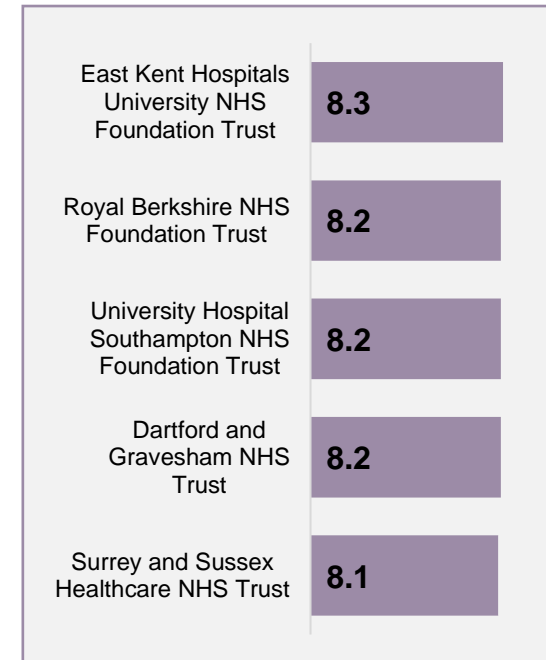 East Kent Hospitals
University NHS
Foundation Trust
8.3
Royal Berkshire NHS
Foundation Trust
8.2
University Hospital
Southampton NHS
Foundation Trust
8.2
Dartford and
Gravesham NHS
Trust
8.2
Surrey and Sussex
Healthcare NHS Trust
8.1